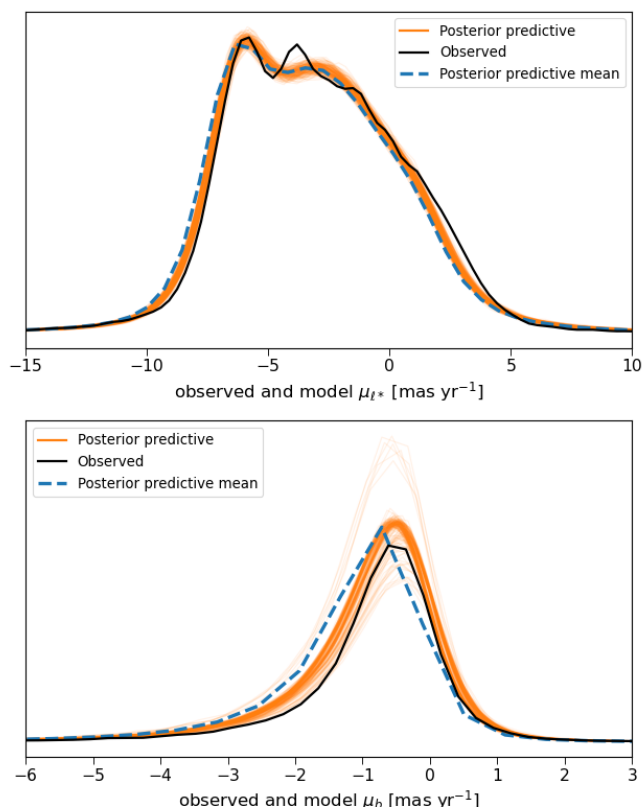 Posterior predictive
Observed
Posterior predictive mean
−15 −10 −5 0 5 10
observed and model μℓ* [mas yr⁻¹]
Posterior predictive
Observed
Posterior predictive mean
−6 −5 −4 −3 −2 −1 0 1 2 3
observed and model μb [mas yr⁻¹]